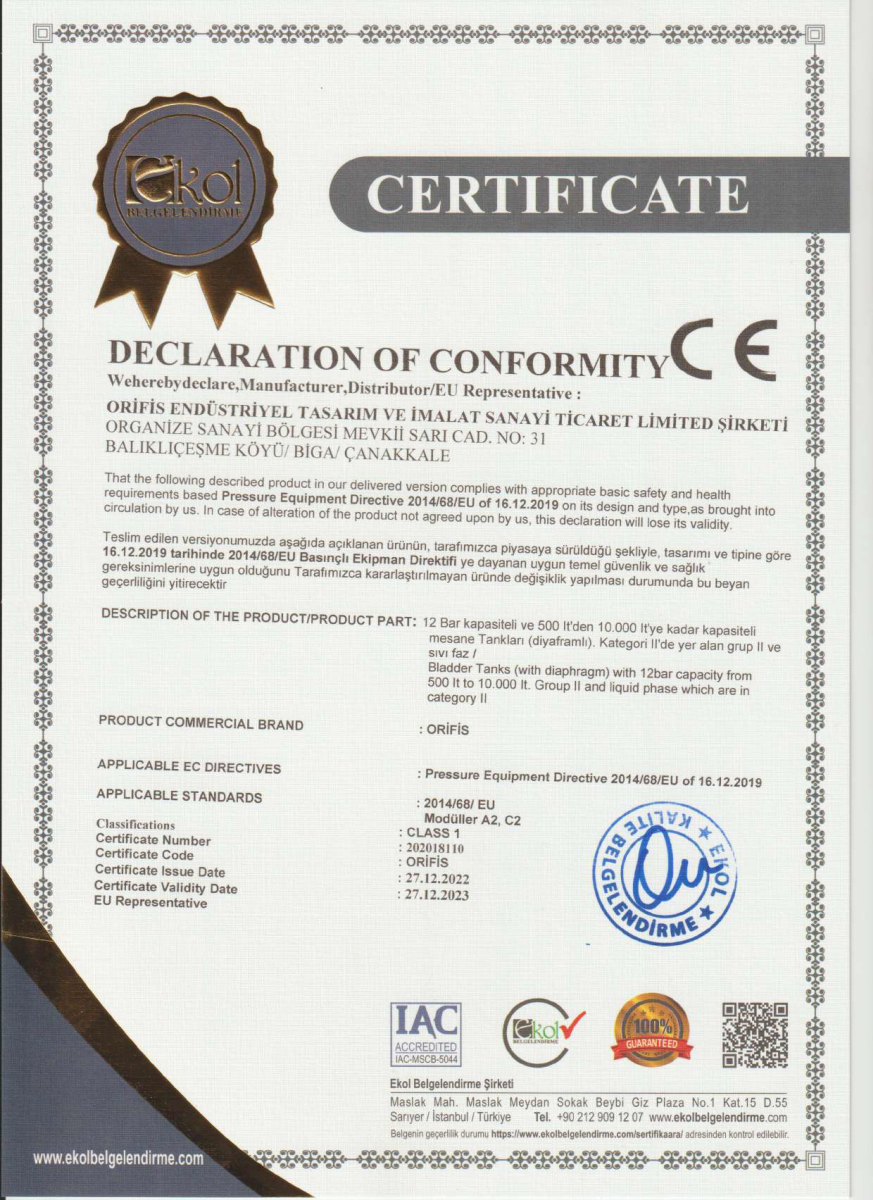 Ekol
BELGELENDİRME
CERTIFICATE
DECLARATION OF CONFORMITY CE
Weherebydeclare,Manufacturer,Distributor/EU Representative :
ORİFİS ENDÜSTRİYEL TASARIM VE İMALAT SANAYİ TİCARET LİMİTED ŞİRKETİ
ORGANİZE SANAYİ BÖLGESİ MEVKİİ SARI CAD. NO: 31
BALIKLIÇEŞME KÖYÜ/ BİGA/ ÇANAKKALE
That the following described product in our delivered version complies with appropriate basic safety and health
requirements based Pressure Equipment Directive 2014/68/EU of 16.12.2019 on its design and type,as brought into
circulation by us. In case of alteration of the product not agreed upon by us, this declaration will lose its validity.
Teslim edilen versiyonumuzda aşağıda açıklanan ürünün, tarafımızca piyasaya sürüldüğü şekliyle, tasarımı ve tipine göre
16.12.2019 tarihinde 2014/68/EU Basınçlı Ekipman Direktifi ye dayanan uygun temel güvenlik ve sağlık
gereksinimlerine uygun olduğunu Tarafımızca kararlaştırılmayan üründe değişiklik yapılması durumunda bu beyan
geçerliliğini yitirecektir
DESCRIPTION OF THE PRODUCT/PRODUCT PART: 12 Bar kapasiteli ve 500 lt'den 10.000 lt'ye kadar kapasiteli
mesane Tankları (diyaframlı). Kategori II'de yer alan grup II ve
sıvı faz /
Bladder Tanks (with diaphragm) with 12bar capacity from
500 lt to 10.000 lt. Group II and liquid phase which are in
category II
PRODUCT COMMERCIAL BRAND : ORİFİS
APPLICABLE EC DIRECTIVES : Pressure Equipment Directive 2014/68/EU of 16.12.2019
APPLICABLE STANDARDS : 2014/68/ EU
Modüller A2, C2
Classifications : CLASS 1
Certificate Number : 202018110
Certificate Code : ORİFİS
Certificate Issue Date : 27.12.2022
Certificate Validity Date : 27.12.2023
EU Representative
EKOL ★ BELGELENDİRME ★ KALİTE
IAC
ACCREDITED
IAC-MSCB-5044
Ekol
BELGELENDİRME
100%
GUARANTEED
Ekol Belgelendirme Şirketi
Maslak Mah. Maslak Meydan Sokak Beybi Giz Plaza No.1 Kat.15 D.55
Sarıyer / İstanbul / Türkiye Tel. +90 212 909 12 07 www.ekolbelgelendirme.com
Belgenin geçerlilik durumu https://www.ekolbelgelendirme.com/sertifikaara/ adresinden kontrol edilebilir.
www.ekolbelgelendirme.com